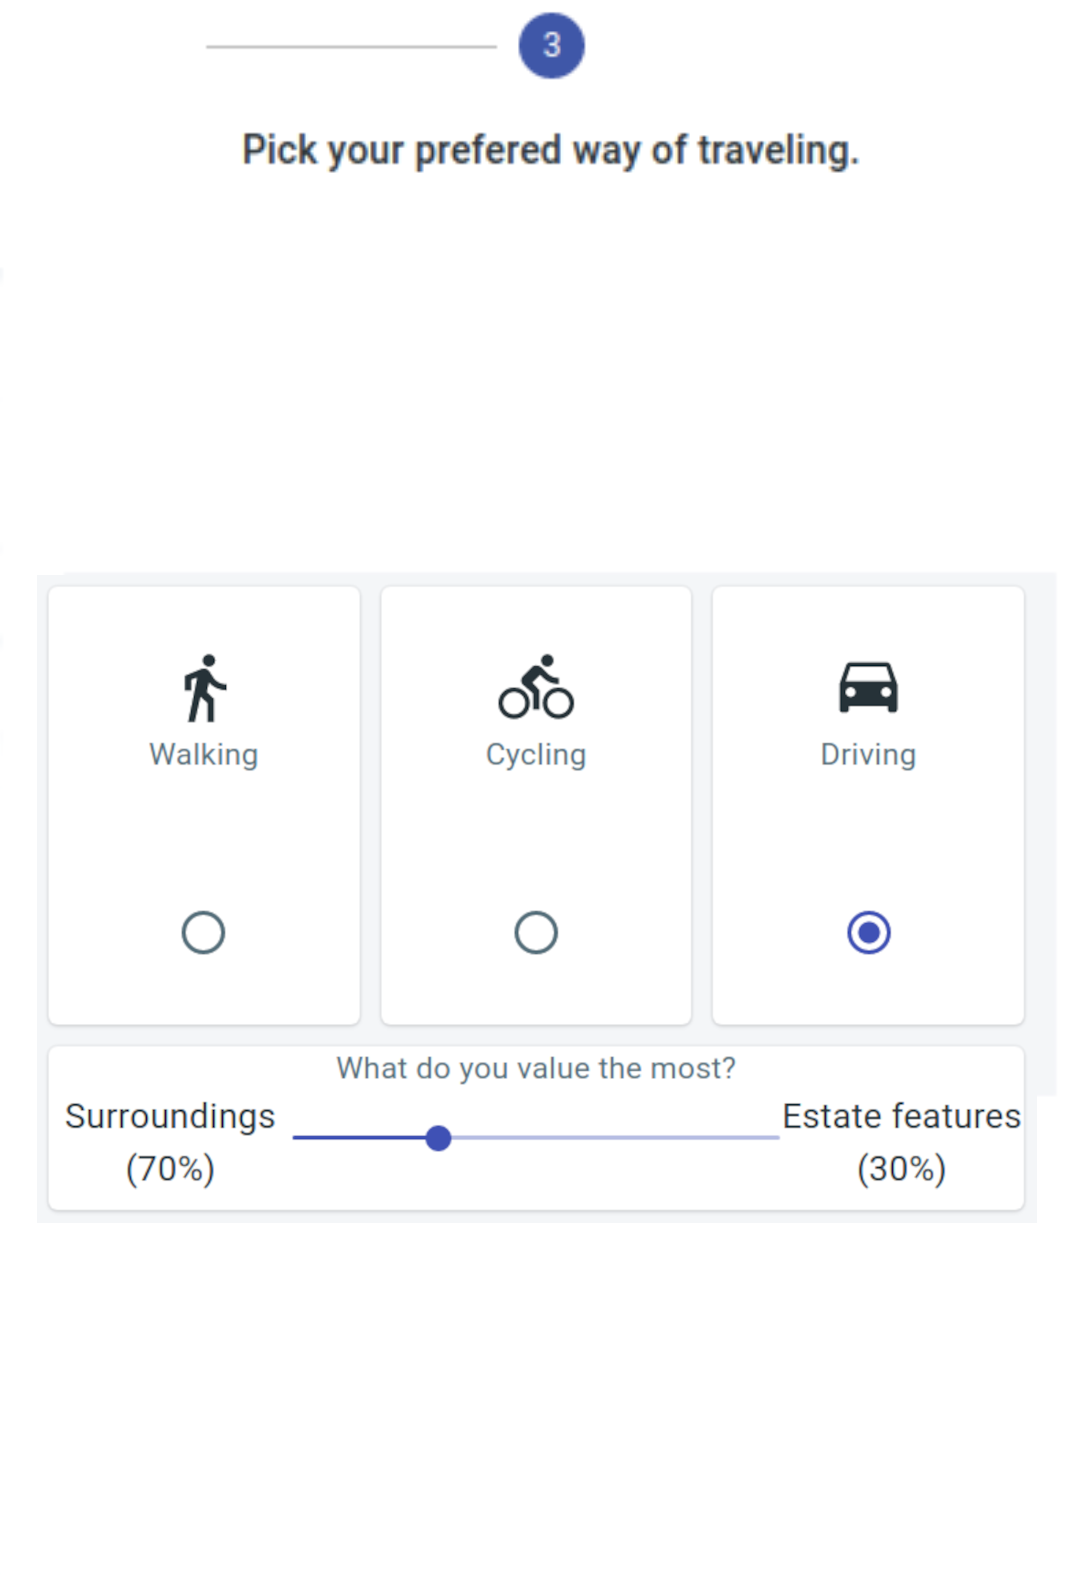 3
Pick your prefered way of traveling.
Walking
Cycling
Driving
What do you value the most?
Surroundings
(70%)
Estate features
(30%)